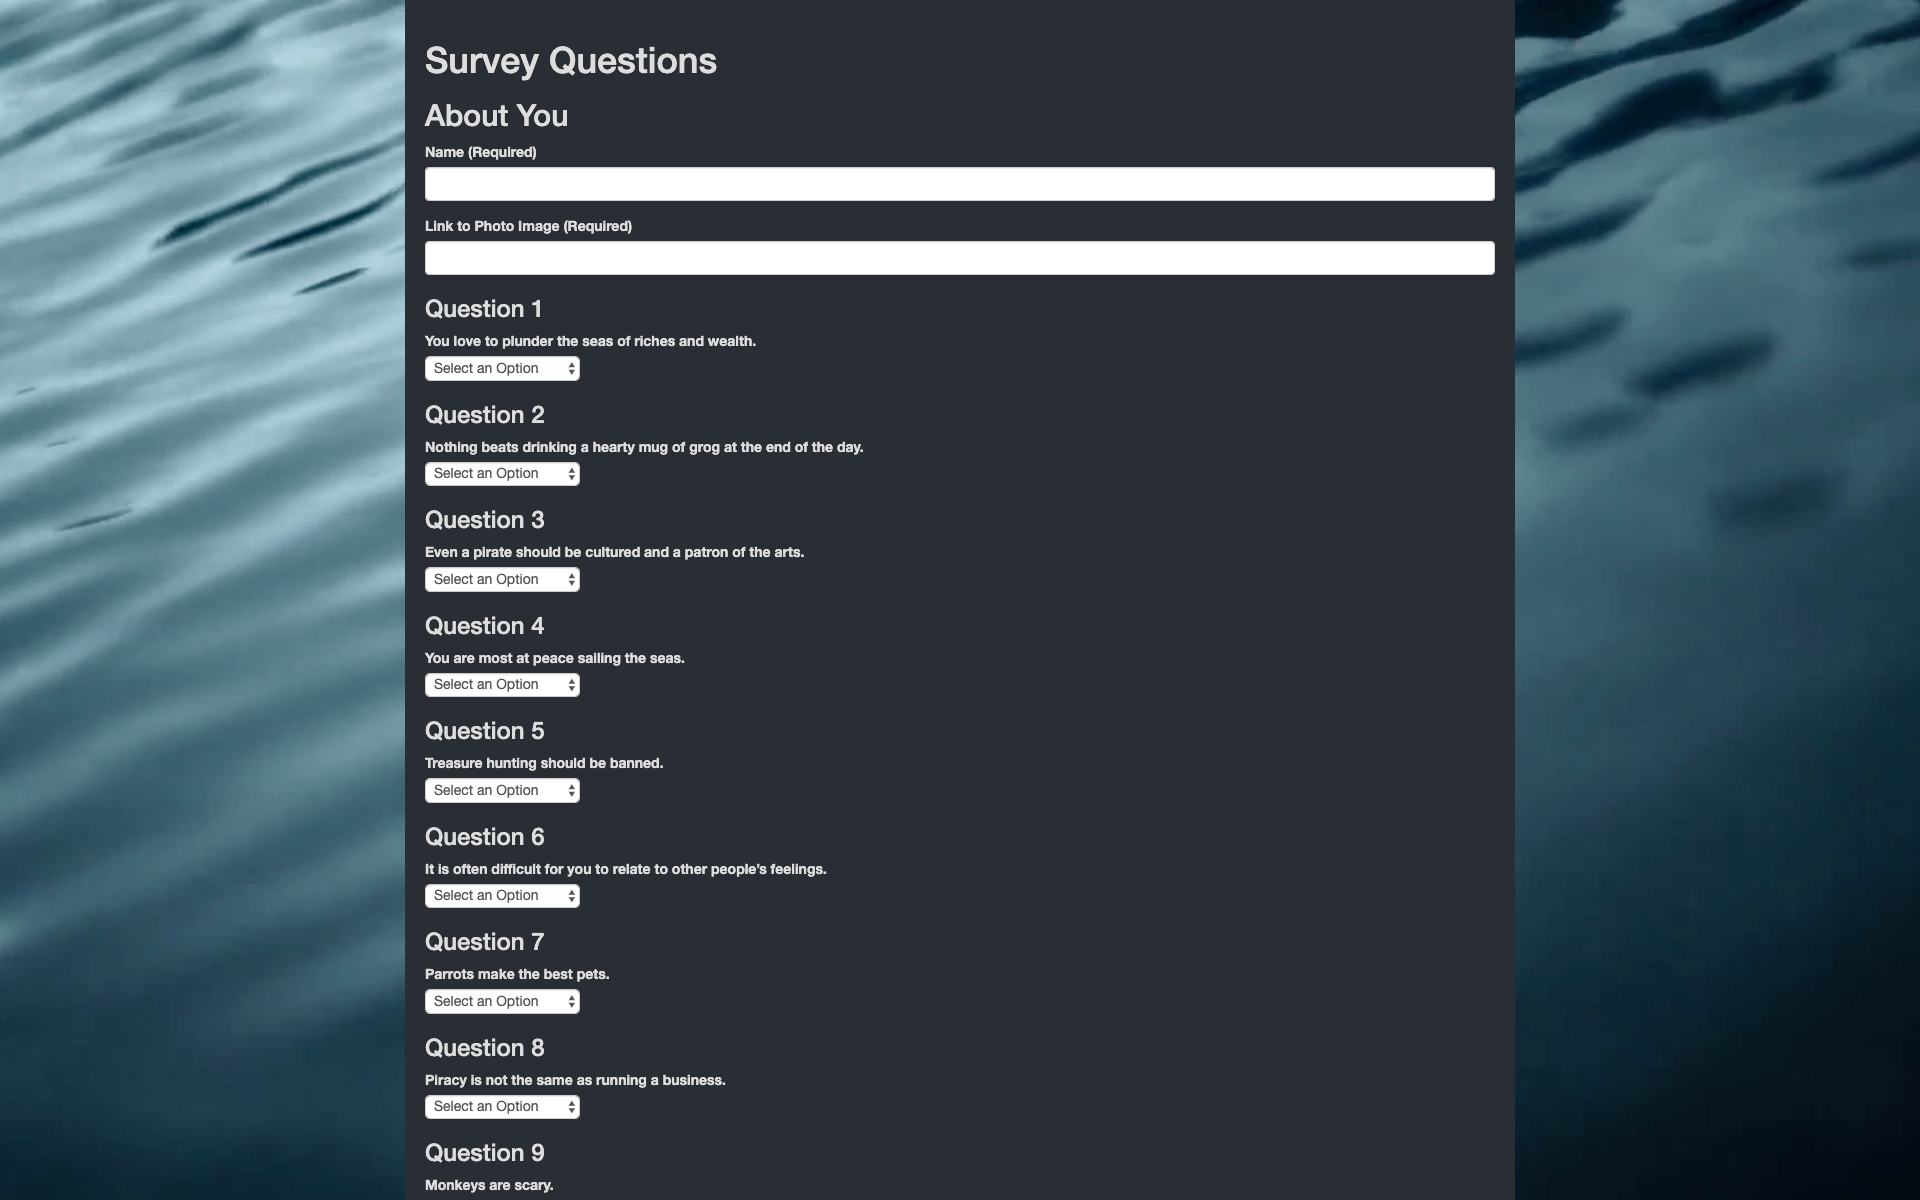 Survey Questions
About You
Name (Required)
Link to Photo Image (Required)
Question 1
You love to plunder the seas of riches and wealth.
Select an Option
Question 2
Nothing beats drinking a hearty mug of grog at the end of the day.
Select an Option
Question 3
Even a pirate should be cultured and a patron of the arts.
Select an Option
Question 4
You are most at peace sailing the seas.
Select an Option
Question 5
Treasure hunting should be banned.
Select an Option
Question 6
It is often difficult for you to relate to other people’s feelings.
Select an Option
Question 7
Parrots make the best pets.
Select an Option
Question 8
Piracy is not the same as running a business.
Select an Option
Question 9
Monkeys are scary.